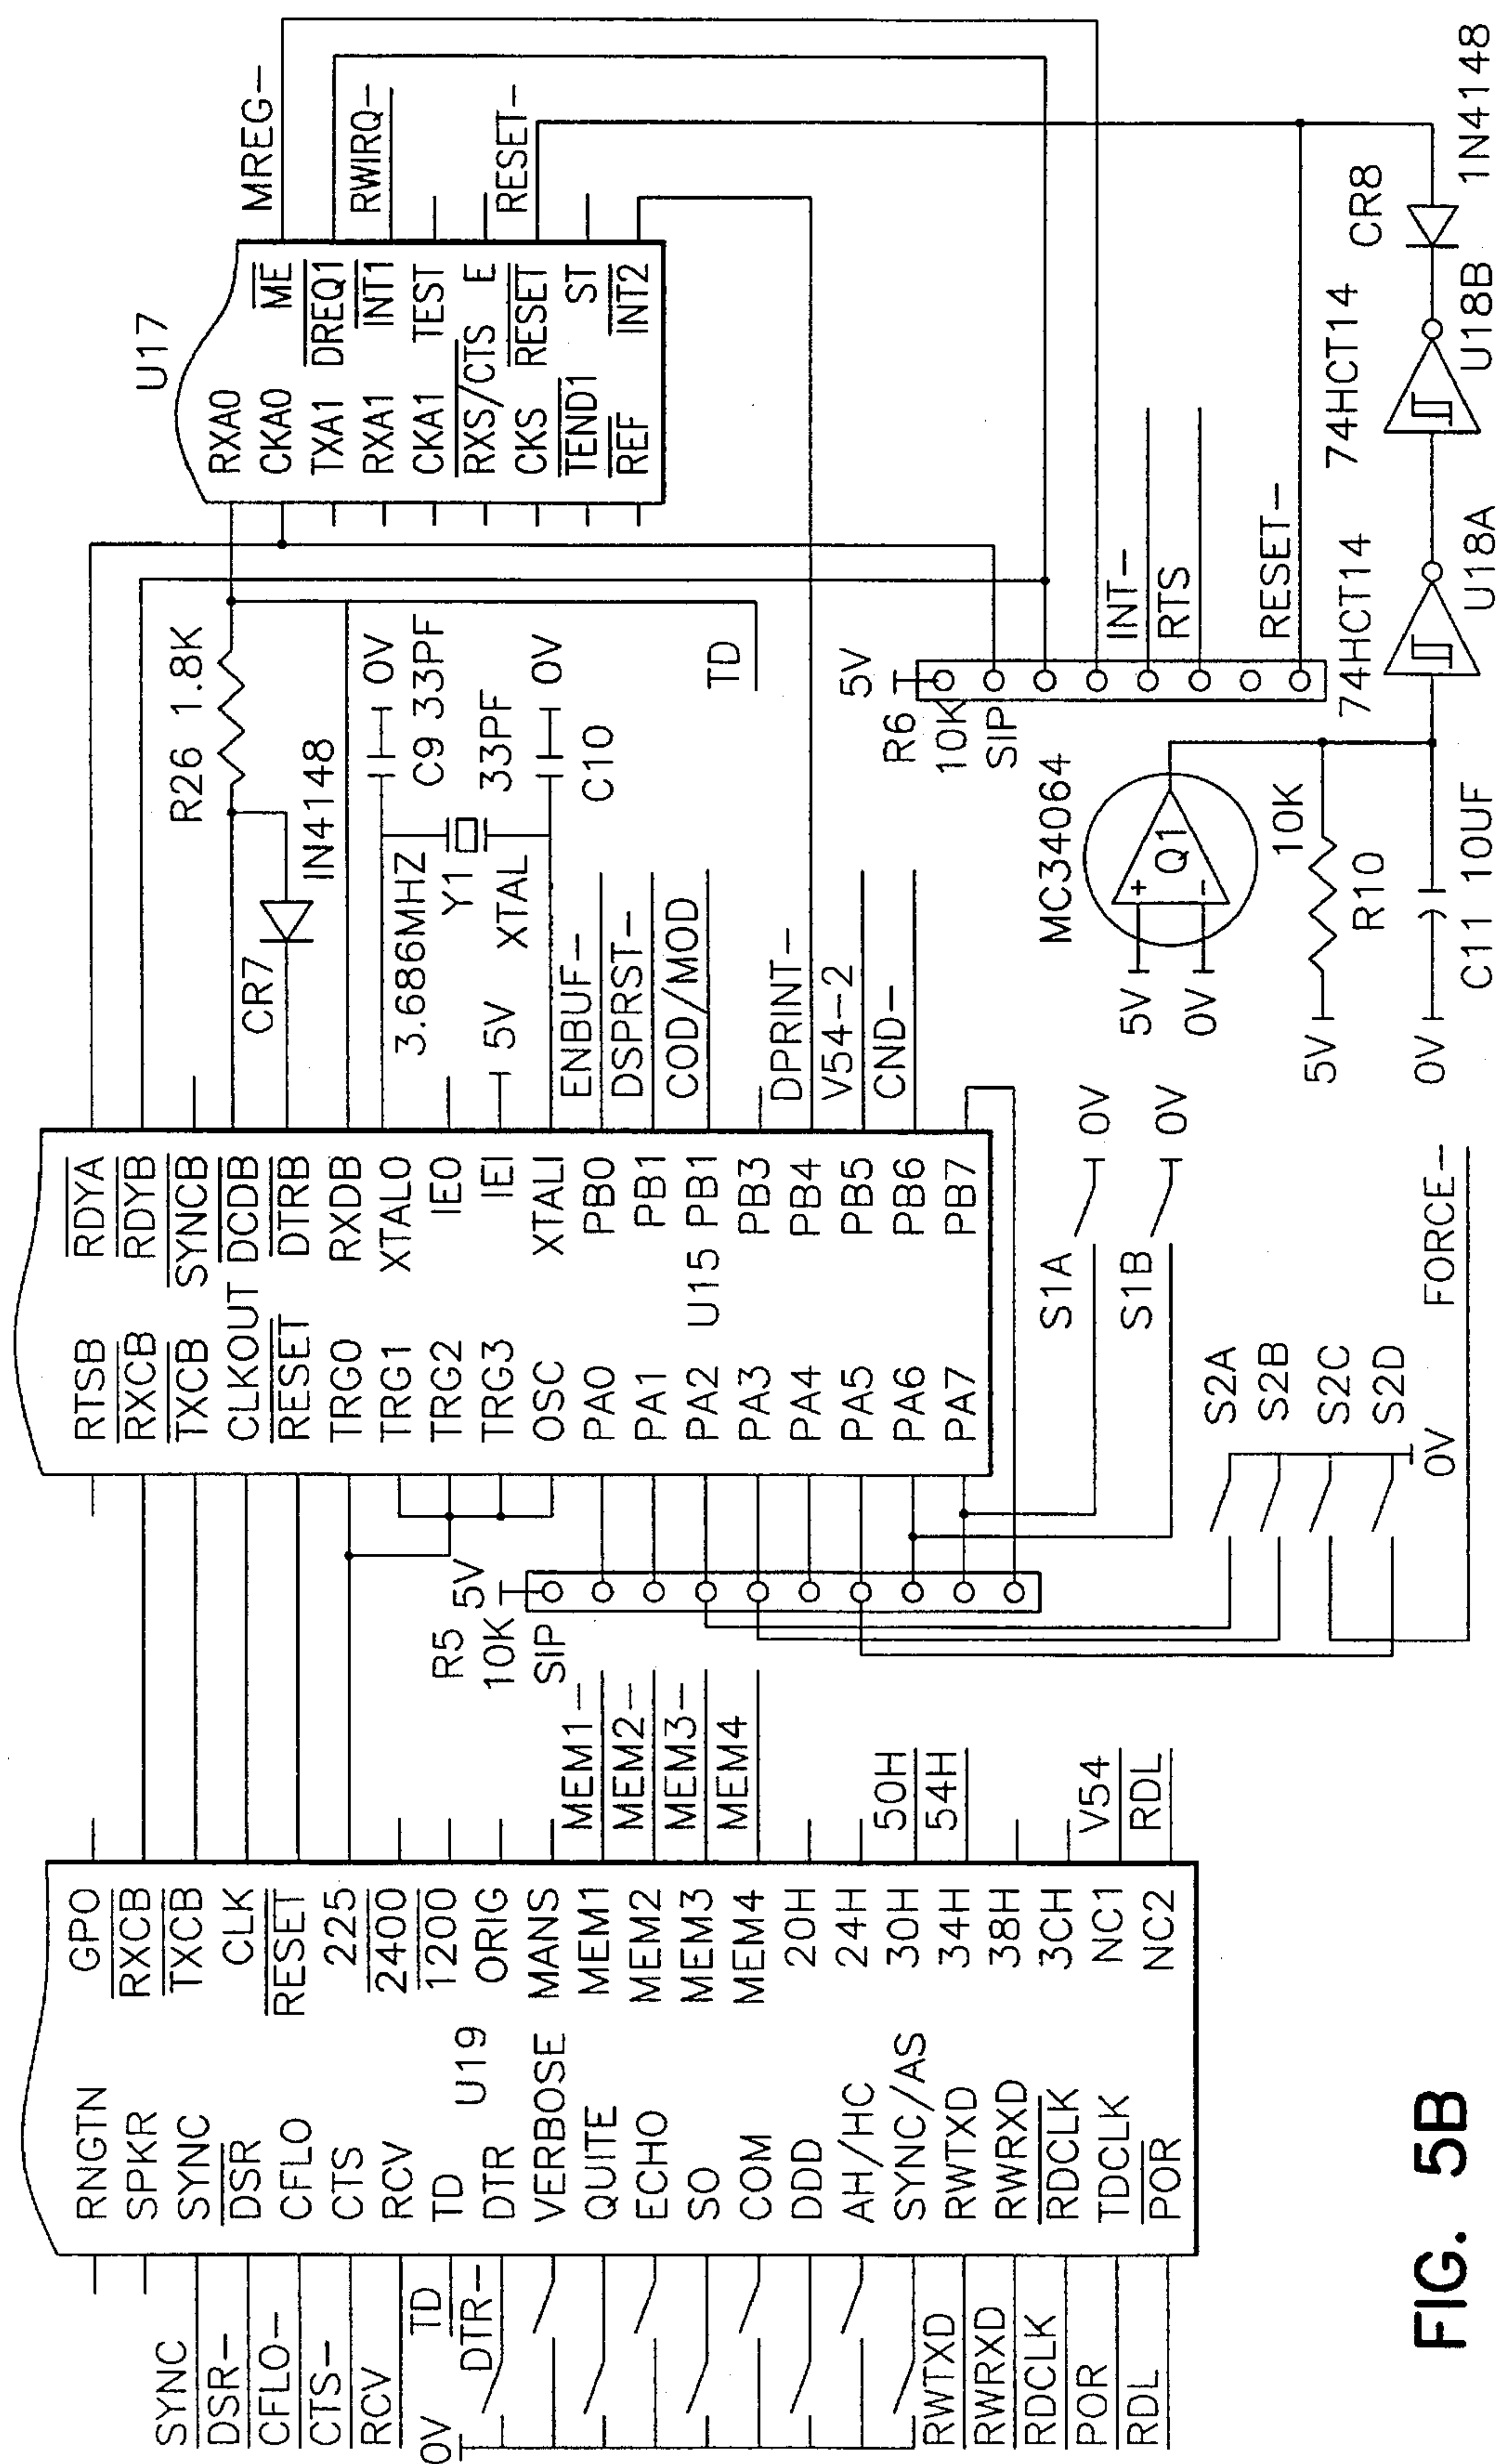 RNGTN
SPKR
SYNC
DSR
CFLO
CTS
RCV
TD
DTR
VERBOSE
QUITE
ECHO
SO
COM
DDD
AH/HC
SYNC/AS
RWTXD
RWRXD
RDCLK
TDCLK
POR
U19
GPO
RXCB
TXCB
CLK
RESET
225
2400
1200
ORIG
MANS
MEM1
MEM2
MEM3
MEM4
20H
24H
30H
34H
38H
3CH
NC1
NC2
SYNC
DSR-
CFLO-
CTS-
RCV
TD
DTR-
0V
RWTXD
RWRXD
RDCLK
POR
RDL
MEM1-
MEM2-
MEM3-
MEM4
50H
54H
V54
RDL
R5
10K
SIP
5V
RTSB
RXCB
TXCB
CLKOUT
RESET
TRG0
TRG1
TRG2
TRG3
OSC
PA0
PA1
PA2
PA3
PA4
PA5
PA6
PA7
U15
RDYA
RDYB
SYNCB
DCDB
DTRB
RXDB
XTALO
IEO
IEI
XTALI
PB0
PB1
PB1
PB3
PB4
PB5
PB6
PB7
S1A
0V
S1B
0V
S2A
S2B
S2C
S2D
0V
FORCE-
CR7
1N4148
R26 1.8K
3.686MHZ
Y1
XTAL
5V
0V
C9 33PF
33PF
C10
0V
ENBUF-
DSPRST-
COD/MOD
DPRINT-
V54-2
CND-
TD
U17
RXA0
CKA0
TXA1
RXA1
CKA1
RXS/CTS
CKS
TEND1
REF
ME
DREQ1
INT1
TEST
E
RESET
ST
INT2
MREG-
RWIRQ-
RESET-
5V
R6
10K
SIP
INT-
RTS
RESET-
MC34064
Q1
+
-
5V
0V
10K
R10
5V
0V
C11 10UF
74HCT14
U18A
74HCT14
U18B
CR8
1N4148
FIG. 5B